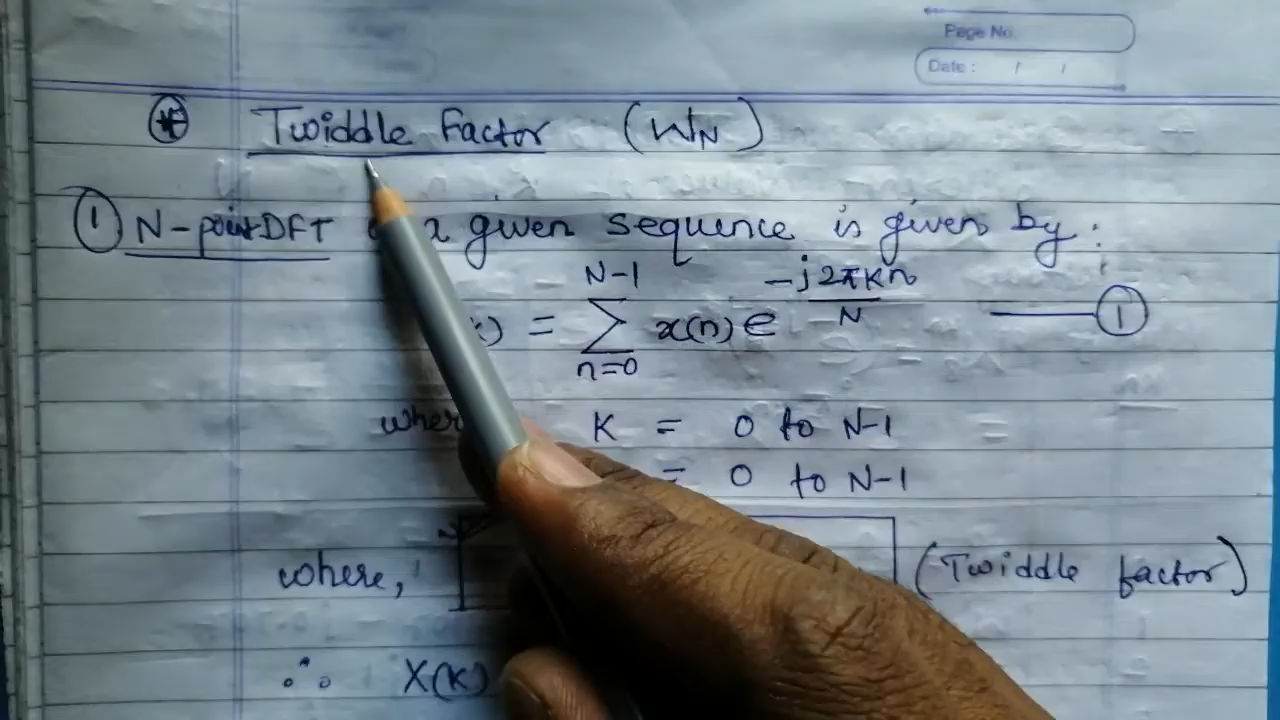 Page No.
Date : / /
* Twiddle Factor (WN)
① N-point DFT x given sequence is given by :
N-1 -j2πkn
) = ∑ x(n) e N ①
n=0
wher K = 0 to N-1
= 0 to N-1
where, (Twiddle factor)
∴ X(K)